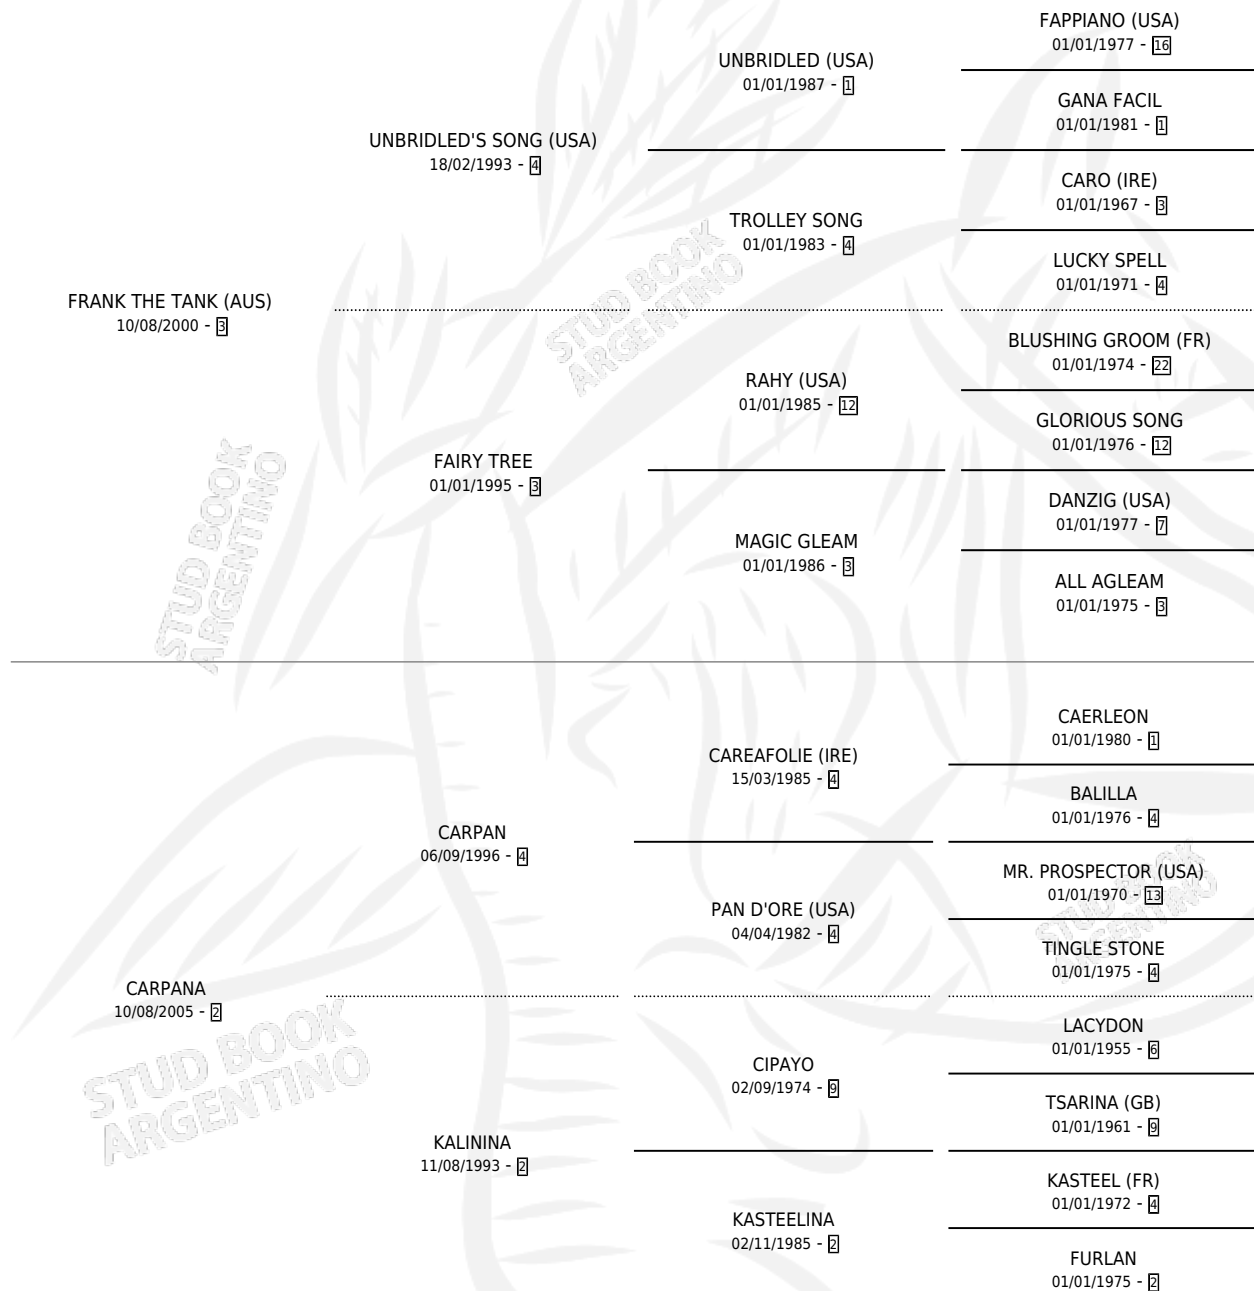 FAPPIANO (USA)
01/01/1977 - 16
UNBRIDLED (USA)
01/01/1987 - 1
GANA FACIL
01/01/1981 - 1
UNBRIDLED'S SONG (USA)
18/02/1993 - 4
CARO (IRE)
01/01/1967 - 3
TROLLEY SONG
01/01/1983 - 4
LUCKY SPELL
01/01/1971 - 4
FRANK THE TANK (AUS)
10/08/2000 - 3
STUD BOOK
ARGENTINO
BLUSHING GROOM (FR)
01/01/1974 - 22
RAHY (USA)
01/01/1985 - 12
GLORIOUS SONG
01/01/1976 - 12
FAIRY TREE
01/01/1995 - 3
DANZIG (USA)
01/01/1977 - 7
MAGIC GLEAM
01/01/1986 - 3
ALL AGLEAM
01/01/1975 - 3
STUD BOOK
ARGENTINO
CAERLEON
01/01/1980 - 1
CAREAFOLIE (IRE)
15/03/1985 - 4
BALILLA
01/01/1976 - 4
CARPAN
06/09/1996 - 4
MR. PROSPECTOR (USA)
01/01/1970 - 13
PAN D'ORE (USA)
04/04/1982 - 4
STUD BOOK
ARGENTINO
TINGLE STONE
01/01/1975 - 4
CARPANA
10/08/2005 - 2
STUD BOOK
ARGENTINO
LACYDON
01/01/1955 - 6
CIPAYO
02/09/1974 - 9
TSARINA (GB)
01/01/1961 - 9
KALININA
11/08/1993 - 2
KASTEEL (FR)
01/01/1972 - 4
KASTEELINA
02/11/1985 - 2
FURLAN
01/01/1975 - 2